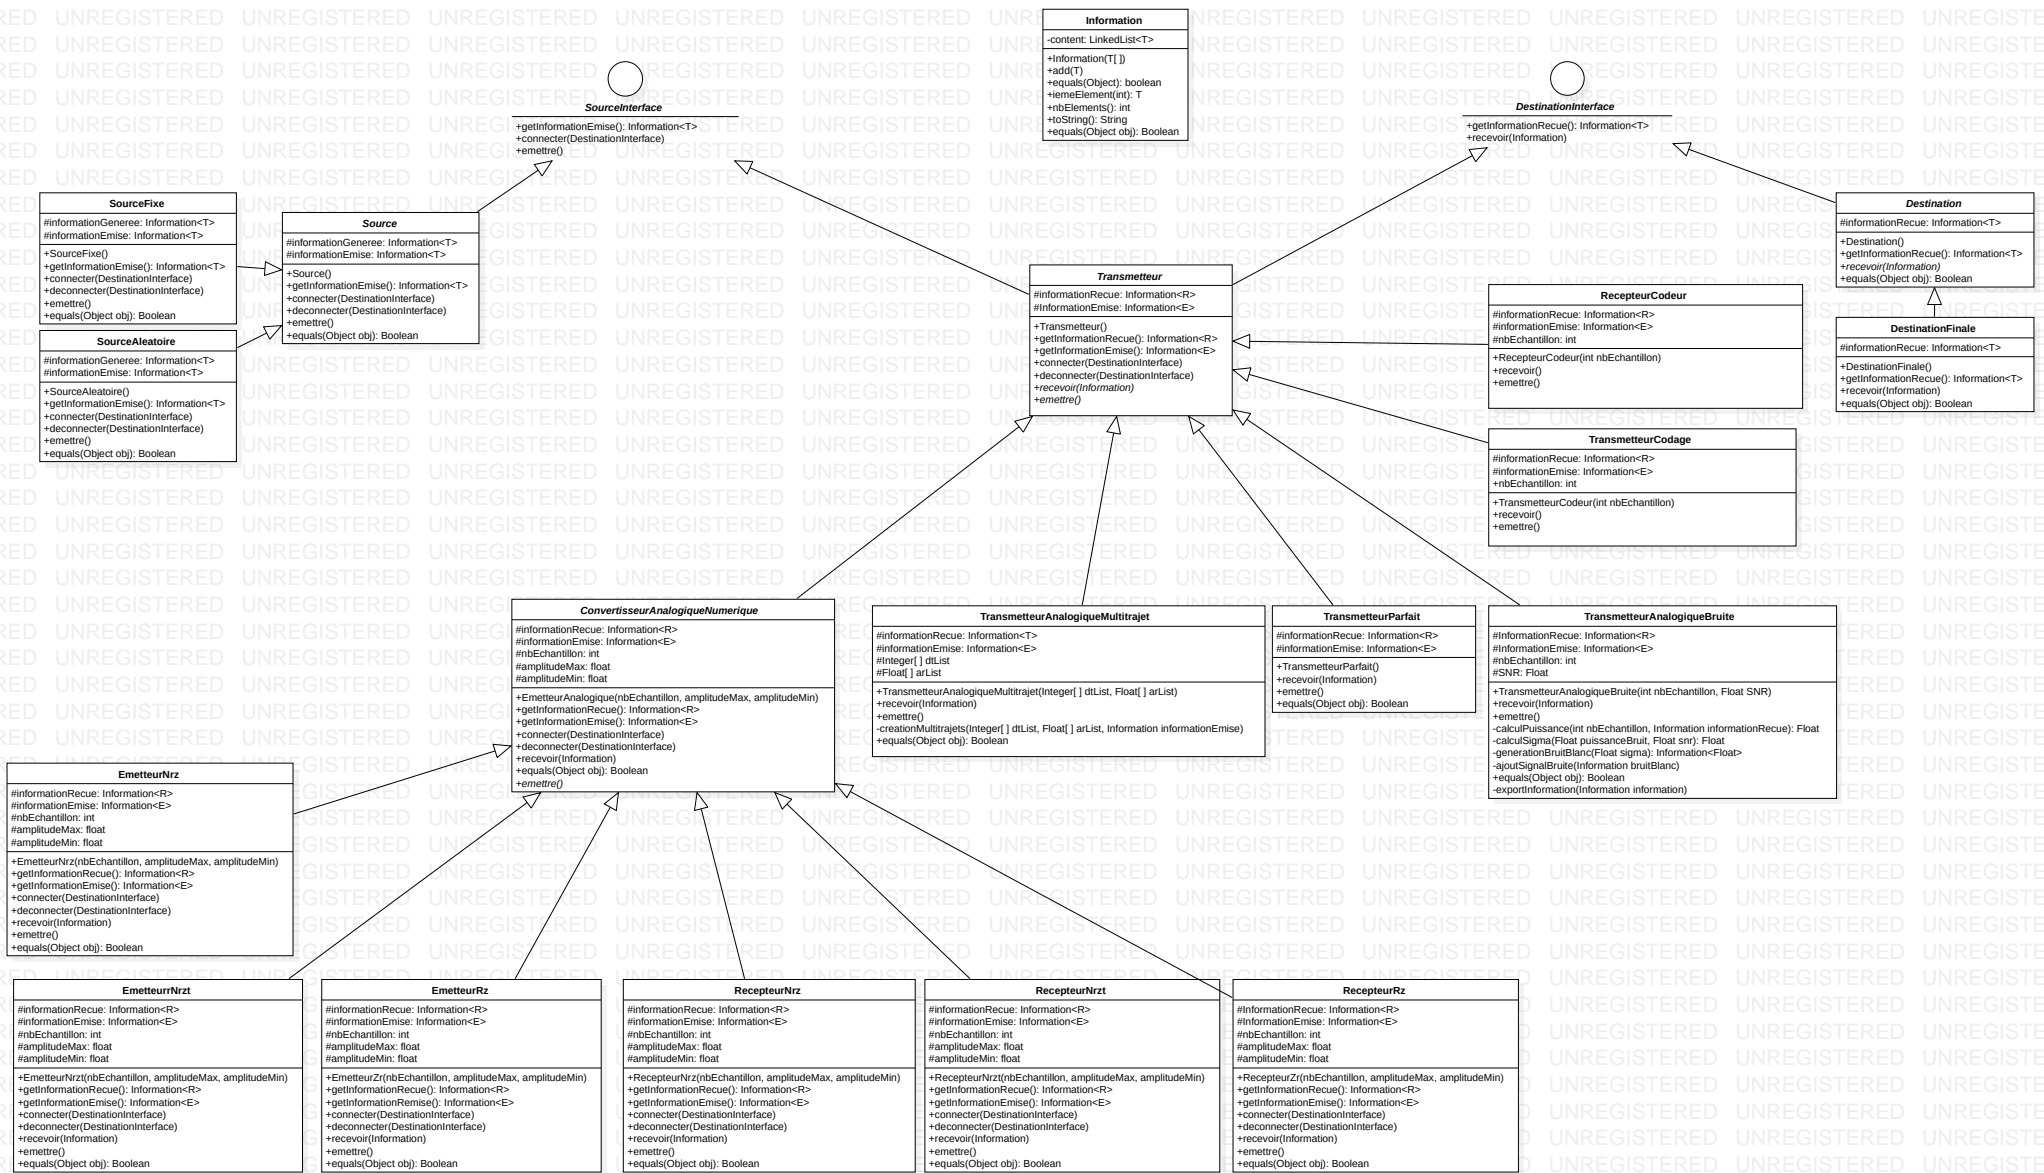 UNREGISTERED
Information
-content: LinkedList<T>
+Information(T[ ])
+add(T)
+equals(Object): boolean
+iemeElement(int): T
+nbElements(): int
+toString(): String
+equals(Object obj): Boolean
SourceInterface
+getInformationEmise(): Information<T>
+connecter(DestinationInterface)
+emettre()
DestinationInterface
+getInformationRecue(): Information<T>
+recevoir(Information)
SourceFixe
#informationGeneree: Information<T>
#informationEmise: Information<T>
+SourceFixe()
+getInformationEmise(): Information<T>
+connecter(DestinationInterface)
+deconnecter(DestinationInterface)
+emettre()
+equals(Object obj): Boolean
Source
#informationGeneree: Information<T>
#informationEmise: Information<T>
+Source()
+getInformationEmise(): Information<T>
+connecter(DestinationInterface)
+deconnecter(DestinationInterface)
+emettre()
+equals(Object obj): Boolean
SourceAleatoire
#informationGeneree: Information<T>
#informationEmise: Information<T>
+SourceAleatoire()
+getInformationEmise(): Information<T>
+connecter(DestinationInterface)
+deconnecter(DestinationInterface)
+emettre()
+equals(Object obj): Boolean
Transmetteur
#informationRecue: Information<R>
#InformationEmise: Information<E>
+Transmetteur()
+getInformationRecue(): Information<R>
+getInformationEmise(): Information<E>
+connecter(DestinationInterface)
+deconnecter(DestinationInterface)
+recevoir(Information)
+emettre()
Destination
#informationRecue: Information<T>
+Destination()
+getInformationRecue(): Information<T>
+recevoir(Information)
+equals(Object obj): Boolean
DestinationFinale
#informationRecue: Information<T>
+DestinationFinale()
+getInformationRecue(): Information<T>
+recevoir(Information)
+equals(Object obj): Boolean
RecepteurCodeur
#informationRecue: Information<R>
#informationEmise: Information<E>
#nbEchantillon: int
+RecepteurCodeur(int nbEchantillon)
+recevoir()
+emettre()
TransmetteurCodage
#informationRecue: Information<R>
#informationEmise: Information<E>
+nbEchantillon: int
+TransmetteurCodeur(int nbEchantillon)
+recevoir()
+emettre()
ConvertisseurAnalogiqueNumerique
#informationRecue: Information<R>
#informationEmise: Information<E>
#nbEchantillon: int
#amplitudeMax: float
#amplitudeMin: float
+EmetteurAnalogique(nbEchantillon, amplitudeMax, amplitudeMin)
+getInformationRecue(): Information<R>
+getInformationEmise(): Information<E>
+connecter(DestinationInterface)
+deconnecter(DestinationInterface)
+recevoir(Information)
+equals(Object obj): Boolean
+emettre()
TransmetteurAnalogiqueMultitrajet
#informationRecue: Information<T>
#informationEmise: Information<E>
#Integer[ ] dtList
#Float[ ] arList
+TransmetteurAnalogiqueMultitrajet(Integer[ ] dtList, Float[ ] arList)
+recevoir(Information)
+emettre()
-creationMultitrajets(Integer[ ] dtList, Float[ ] arList, Information informationEmise)
+equals(Object obj): Boolean
TransmetteurParfait
#informationRecue: Information<R>
#informationEmise: Information<E>
+TransmetteurParfait()
+recevoir(Information)
+emettre()
+equals(Object obj): Boolean
TransmetteurAnalogiqueBruite
#InformationRecue: Information<R>
#InformationEmise: Information<E>
#nbEchantillon: int
#SNR: Float
+TransmetteurAnalogiqueBruite(int nbEchantillon, Float SNR)
+recevoir(Information)
+emettre()
-calculPuissance(int nbEchantillon, Information informationRecue): Float
-calculSigma(Float puissanceBruit, Float snr): Float
-generationBruitBlanc(Float sigma): Information<Float>
-ajoutSignalBruite(Information bruitBlanc)
+equals(Object obj): Boolean
-exportInformation(Information information)
EmetteurNrz
#informationRecue: Information<R>
#informationEmise: Information<E>
#nbEchantillon: int
#amplitudeMax: float
#amplitudeMin: float
+EmetteurNrz(nbEchantillon, amplitudeMax, amplitudeMin)
+getInformationRecue(): Information<R>
+getInformationEmise(): Information<E>
+connecter(DestinationInterface)
+deconnecter(DestinationInterface)
+recevoir(Information)
+emettre()
+equals(Object obj): Boolean
EmetteurrNrzt
#informationRecue: Information<R>
#informationEmise: Information<E>
#nbEchantillon: int
#amplitudeMax: float
#amplitudeMin: float
+EmetteurNrzt(nbEchantillon, amplitudeMax, amplitudeMin)
+getInformationRecue(): Information<R>
+getInformationEmise(): Information<E>
+connecter(DestinationInterface)
+deconnecter(DestinationInterface)
+recevoir(Information)
+emettre()
+equals(Object obj): Boolean
EmetteurRz
#informationRecue: Information<R>
#informationEmise: Information<E>
#nbEchantillon: int
#amplitudeMax: float
#amplitudeMin: float
+EmetteurZr(nbEchantillon, amplitudeMax, amplitudeMin)
+getInformationRecue(): Information<R>
+getInformationRemise(): Information<E>
+connecter(DestinationInterface)
+deconnecter(DestinationInterface)
+recevoir(Information)
+emettre()
+equals(Object obj): Boolean
RecepteurNrz
#informationRecue: Information<R>
#informationEmise: Information<E>
#nbEchantillon: int
#amplitudeMax: float
#amplitudeMin: float
+RecepteurNrz(nbEchantillon, amplitudeMax, amplitudeMin)
+getInformationRecue(): Information<R>
+getInformationEmise(): Information<E>
+connecter(DestinationInterface)
+deconnecter(DestinationInterface)
+recevoir(Information)
+emettre()
+equals(Object obj): Boolean
RecepteurNrzt
#informationRecue: Information<R>
#informationEmise: Information<E>
#nbEchantillon: int
#amplitudeMax: float
#amplitudeMin: float
+RecepteurNrzt(nbEchantillon, amplitudeMax, amplitudeMin)
+getInformationRecue(): Information<R>
+getInformationEmise(): Information<E>
+connecter(DestinationInterface)
+deconnecter(DestinationInterface)
+recevoir(Information)
+emettre()
+equals(Object obj): Boolean
RecepteurRz
#InformationRecue: Information<R>
#InformationEmise: Information<E>
#nbEchantillon: int
#amplitudeMax: float
#amplitudeMin: float
+RecepteurZr(nbEchantillon, amplitudeMax, amplitudeMin)
+getInformationRecue(): Information<R>
+getInformationEmise(): Information<E>
+connecter(DestinationInterface)
+deconnecter(DestinationInterface)
+recevoir(Information)
+emettre()
+equals(Object obj): Boolean